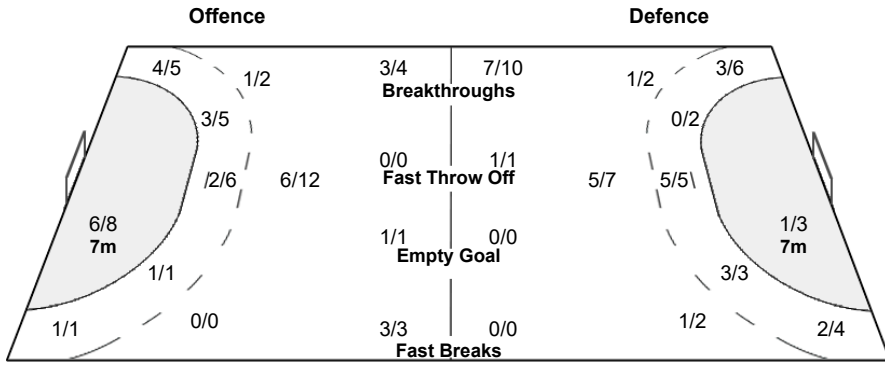 Offence Defence
4/5 1/2 3/4 7/10 1/2 3/6
Breakthroughs
3/5 0/2
0/0 1/1
2/6 6/12 Fast Throw Off 5/7 5/5
6/8 1/3
7m 7m
1/1 0/0
Empty Goal
1/1 3/3
1/1 0/0 3/3 0/0 1/2 2/4
Fast Breaks